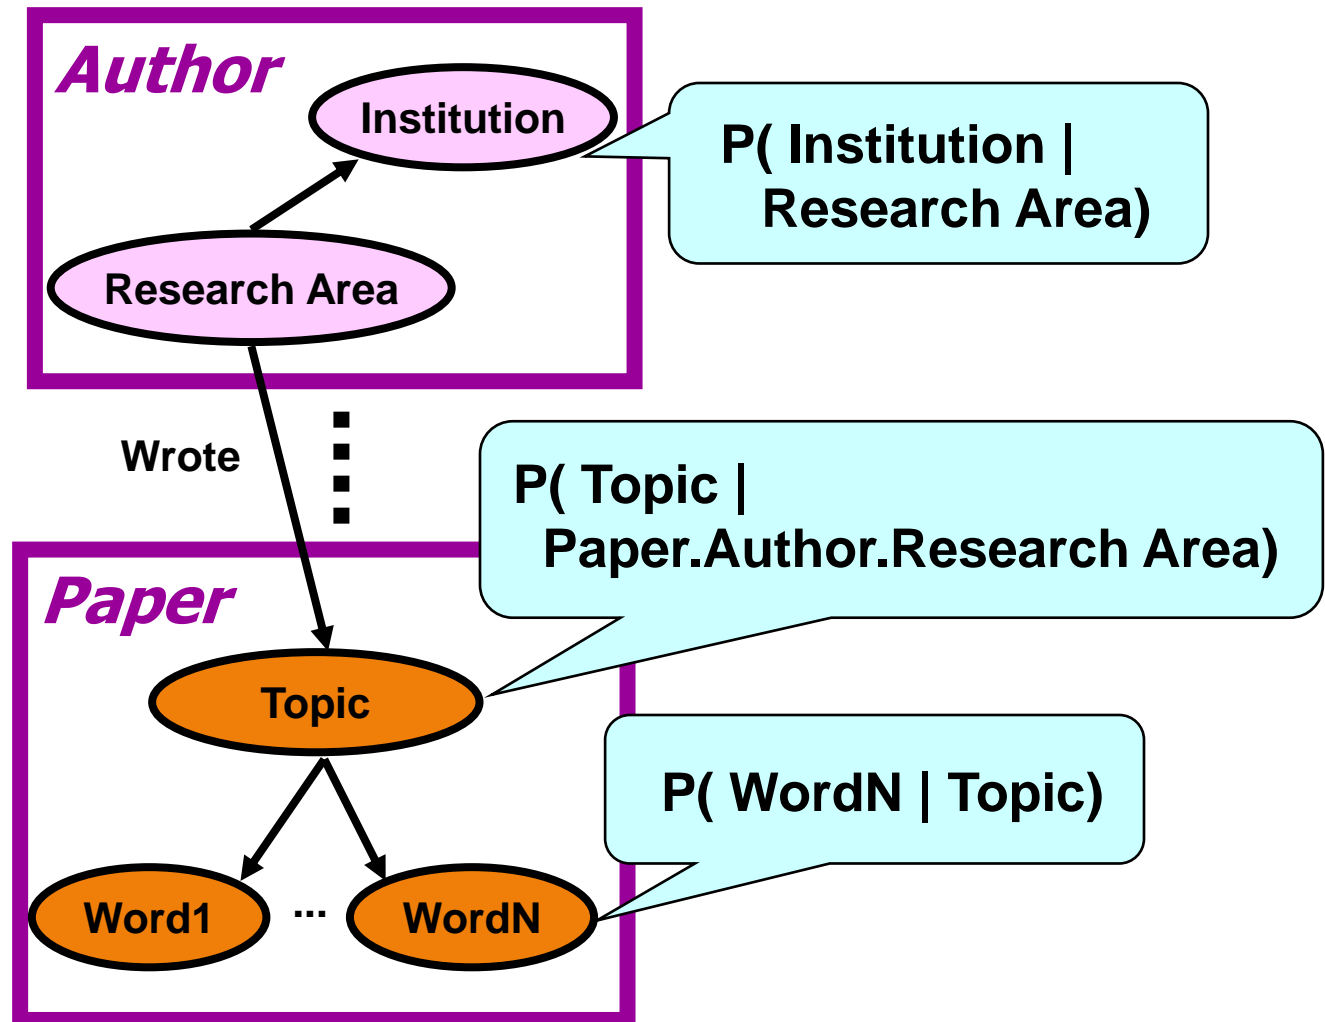 Author
Institution
P( Institution |
Research Area)
Research Area
Wrote
P( Topic |
Paper.Author.Research Area)
Paper
Topic
P( WordN | Topic)
Word1
...
WordN